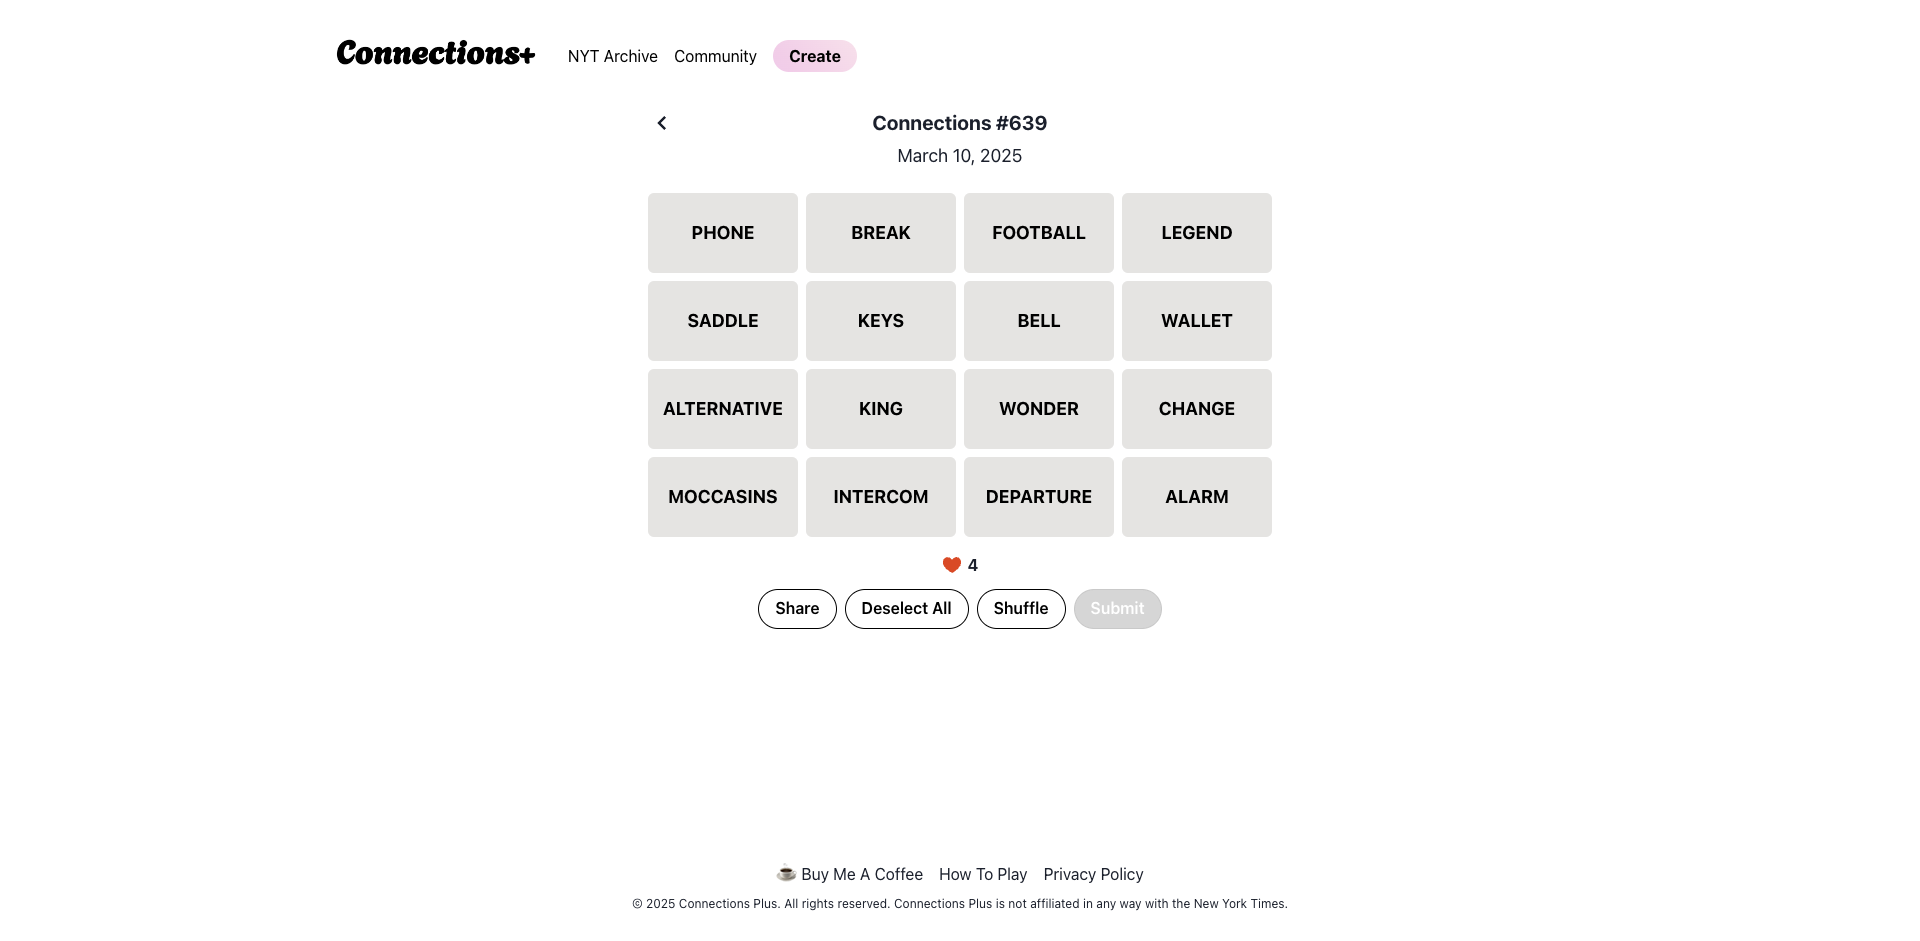 Connections+ NYT Archive Community Create
Connections #639
March 10, 2025
PHONE BREAK FOOTBALL LEGEND
SADDLE KEYS BELL WALLET
ALTERNATIVE KING WONDER CHANGE
MOCCASINS INTERCOM DEPARTURE ALARM
4
Share Deselect All Shuffle Submit
Buy Me A Coffee How To Play Privacy Policy
© 2025 Connections Plus. All rights reserved. Connections Plus is not affiliated in any way with the New York Times.